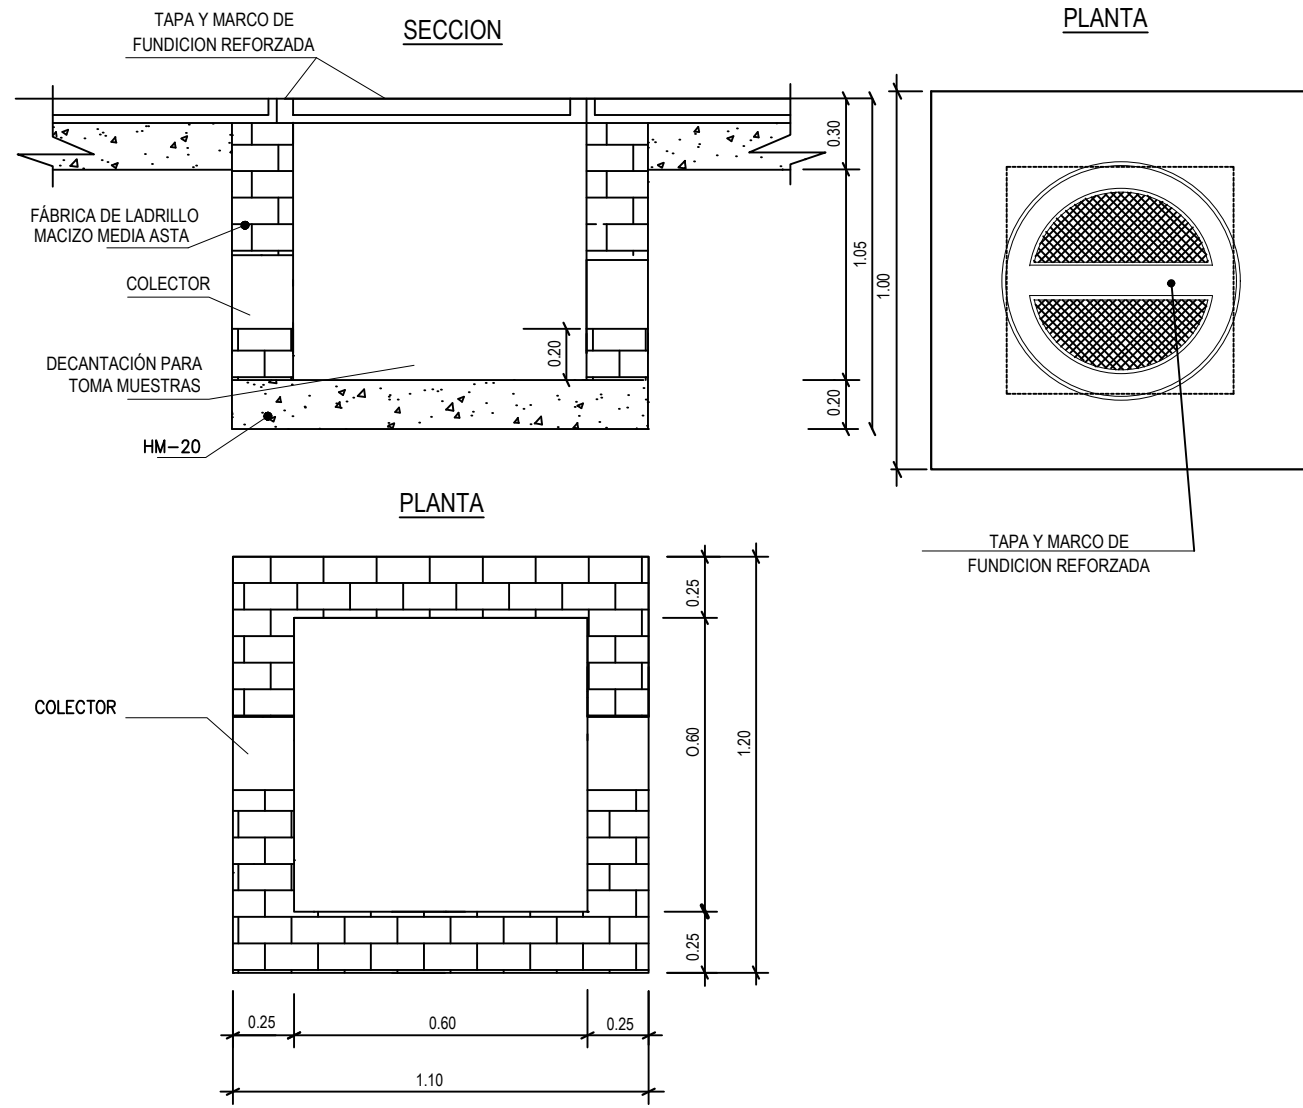 TAPA Y MARCO DE
FUNDICION REFORZADA
SECCION
PLANTA
0.30
FÁBRICA DE LADRILLO
MACIZO MEDIA ASTA
1.05
1.00
COLECTOR
0.20
DECANTACIÓN PARA
TOMA MUESTRAS
0.20
HM-20
TAPA Y MARCO DE
FUNDICION REFORZADA
PLANTA
0.25
COLECTOR
O.60
1.20
0.25
0.25
0.60
0.25
1.10